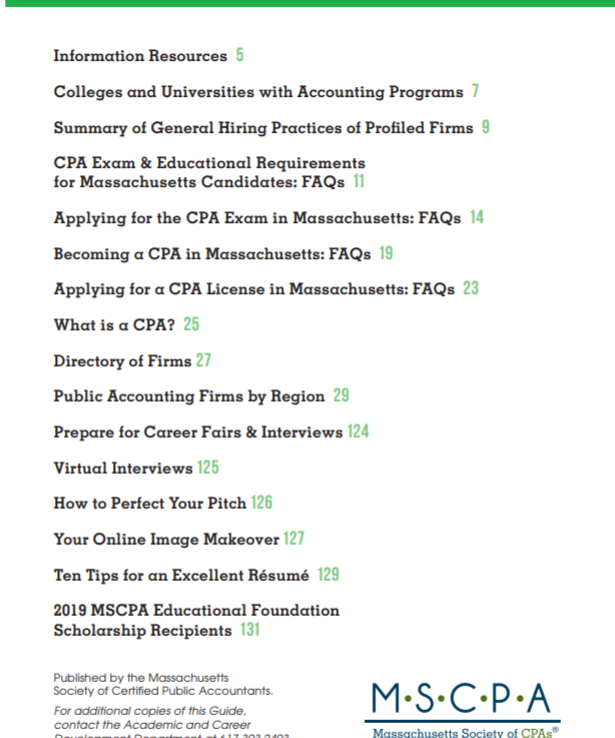 Information Resources 5
Colleges and Universities with Accounting Programs 7
Summary of General Hiring Practices of Profiled Firms 9
CPA Exam & Educational Requirements
for Massachusetts Candidates: FAQs 11
Applying for the CPA Exam in Massachusetts: FAQs 14
Becoming a CPA in Massachusetts: FAQs 19
Applying for a CPA License in Massachusetts: FAQs 23
What is a CPA? 25
Directory of Firms 27
Public Accounting Firms by Region 29
Prepare for Career Fairs & Interviews 124
Virtual Interviews 125
How to Perfect Your Pitch 126
Your Online Image Makeover 127
Ten Tips for an Excellent Résumé 129
2019 MSCPA Educational Foundation
Scholarship Recipients 131
Published by the Massachusetts
Society of Certified Public Accountants.
For additional copies of this Guide,
contact the Academic and Career
Development Department at 617.303.2403
M·S·C·P·A
Massachusetts Society of CPAs®